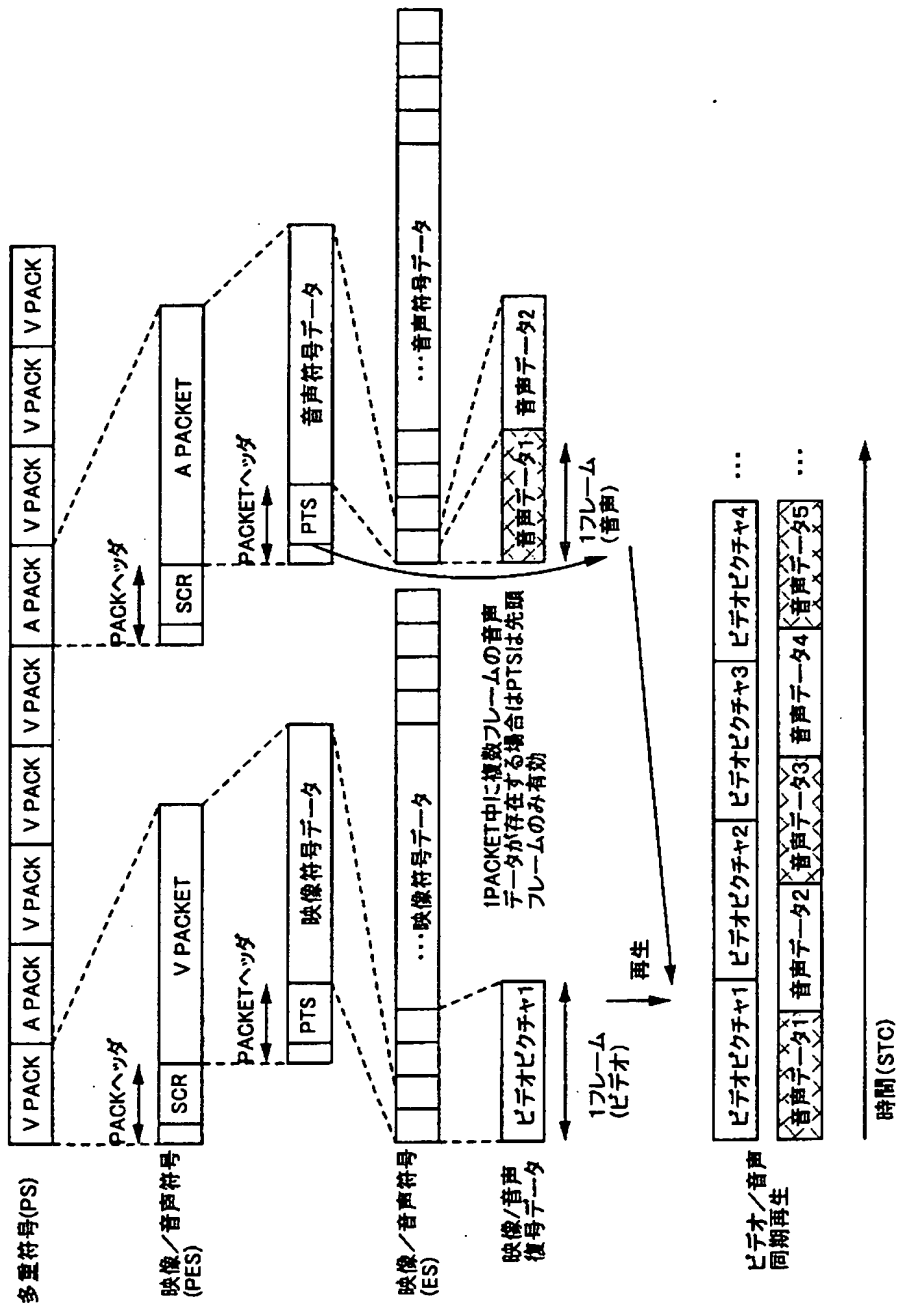 多重符号(PS)
V PACK A PACK V PACK V PACK V PACK A PACK V PACK V PACK V PACK
PACKヘッダ PACKヘッダ
映像/音声符号
(PES)
SCR V PACKET SCR A PACKET
PACKETヘッダ PACKETヘッダ
PTS 映像符号データ PTS 音声符号データ
映像/音声符号
(ES)
…映像符号データ …音声符号データ
映像/音声
復号データ
ビデオピクチャ1 音声データ1 音声データ2
1フレーム
(ビデオ)
1PACKET中に複数フレームの音声
データが存在する場合はPTSは先頭
フレームのみ有効
1フレーム
(音声)
再生
ビデオ/音声
同期再生
ビデオピクチャ1 ビデオピクチャ2 ビデオピクチャ3 ビデオピクチャ4 …
音声データ1 音声データ2 音声データ3 音声データ4 音声データ5 …
時間(STC)